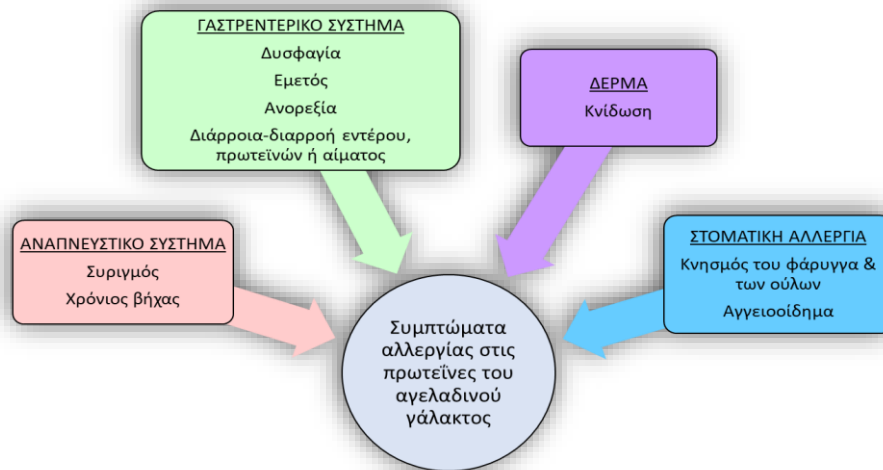 ΓΑΣΤΡΕΝΤΕΡΙΚΟ ΣΥΣΤΗΜΑ
Δυσφαγία
Εμετός
Ανορεξία
Διάρροια-διαρροή εντέρου,
πρωτεϊνών ή αίματος
ΔΕΡΜΑ
Κνίδωση
ΑΝΑΠΝΕΥΣΤΙΚΟ ΣΥΣΤΗΜΑ
Συριγμός
Χρόνιος βήχας
ΣΤΟΜΑΤΙΚΗ ΑΛΛΕΡΓΙΑ
Κνησμός του φάρυγγα &
των ούλων
Αγγειοοίδημα
Συμπτώματα
αλλεργίας στις
πρωτεΐνες του
αγελαδινού
γάλακτος